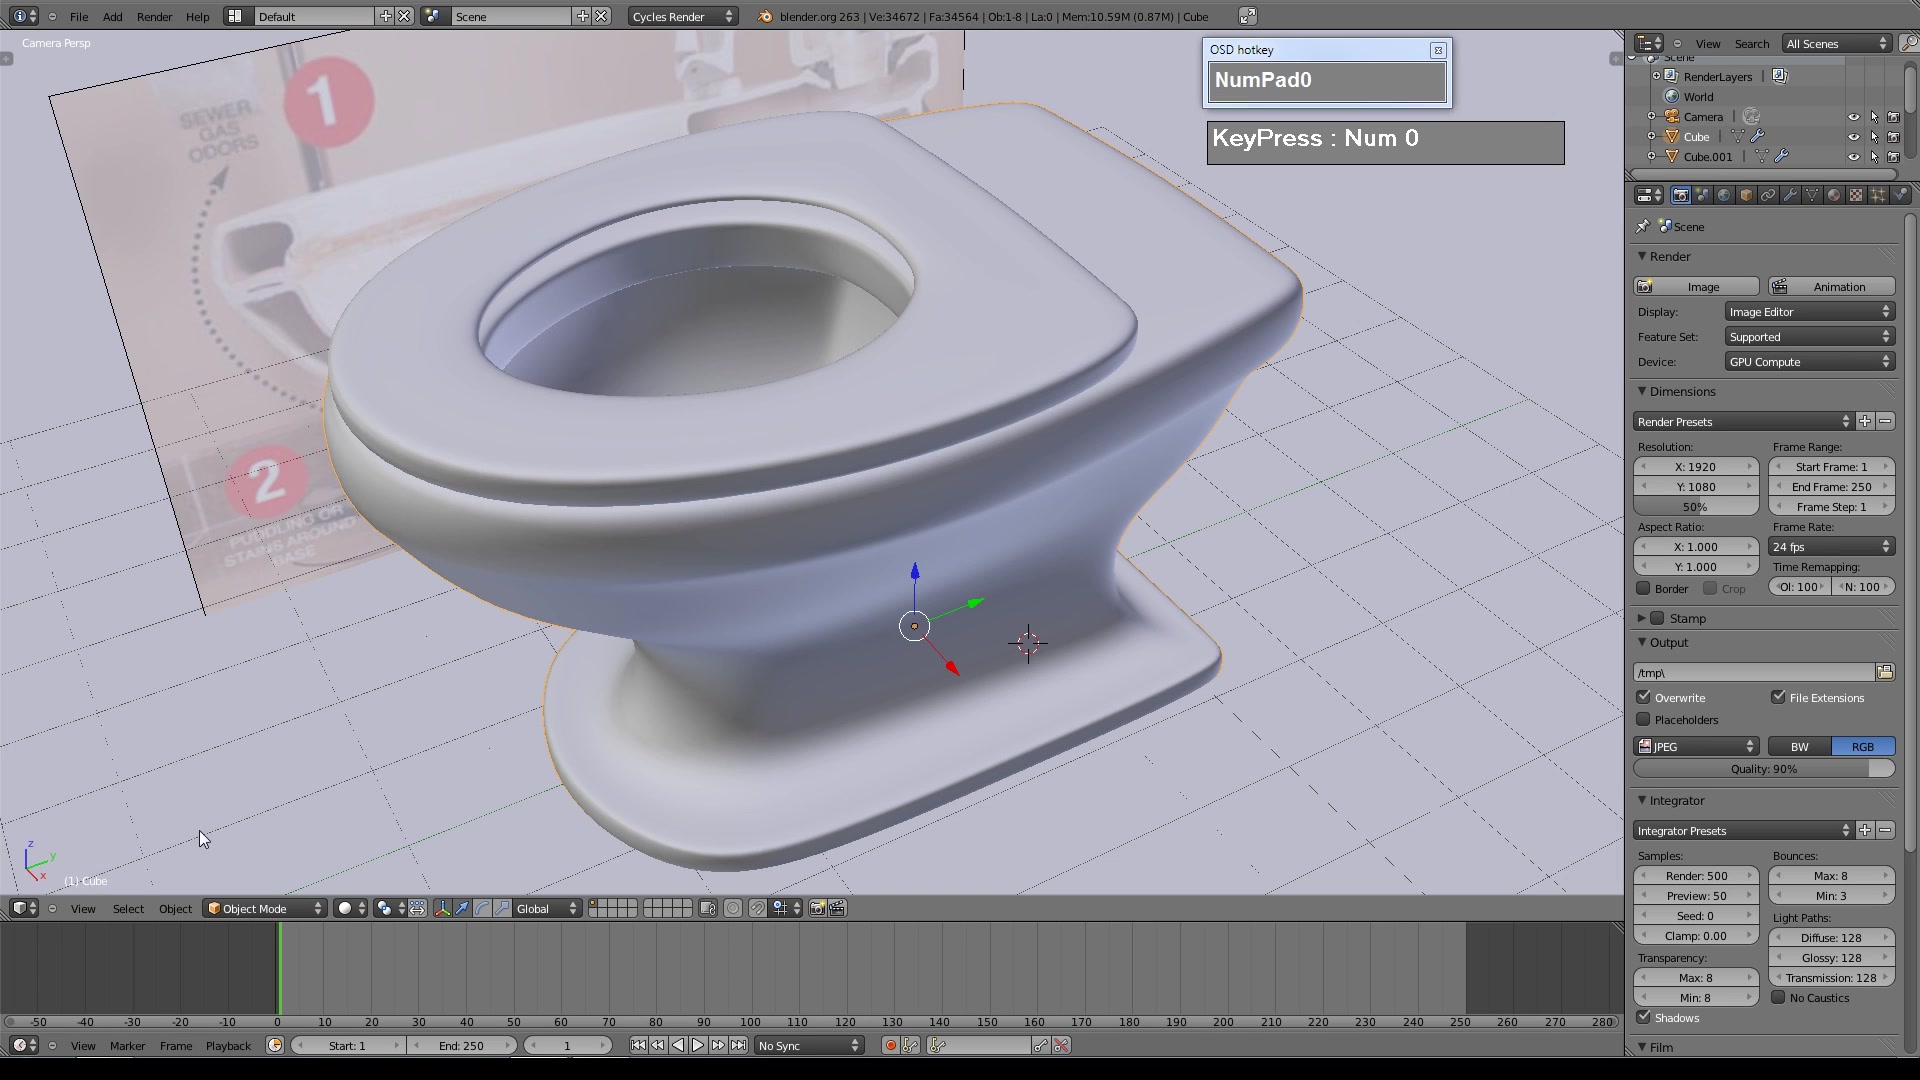 File Add Render Help Default Scene Cycles Render blender.org 263 | Ve:34672 | Fa:34564 | Ob:1-8 | La:0 | Mem:10.59M (0.87M) | Cube
Camera Persp
OSD hotkey
NumPad0
KeyPress : Num 0
1
SEWER
GAS
ODORS
2
PUDDLING OR
STAINS AROUND
BASE
z
y
x
(1) Cube
View Select Object Object Mode Global
-50 -40 -30 -20 -10 0 10 20 30 40 50 60 70 80 90 100 110 120 130 140 150 160 170 180 190 200 210 220 230 240 250 260 270 280
View Marker Frame Playback Start: 1 End: 250 1 No Sync
View Search All Scenes
Scene
RenderLayers
World
Camera
Cube
Cube.001
Scene
Render
Image Animation
Display: Image Editor
Feature Set: Supported
Device: GPU Compute
Dimensions
Render Presets
Resolution: Frame Range:
X: 1920 Start Frame: 1
Y: 1080 End Frame: 250
50% Frame Step: 1
Aspect Ratio: Frame Rate:
X: 1.000 24 fps
Y: 1.000 Time Remapping:
Border Crop Ol: 100 N: 100
Stamp
Output
/tmp\
Overwrite File Extensions
Placeholders
JPEG BW RGB
Quality: 90%
Integrator
Integrator Presets
Samples: Bounces:
Render: 500 Max: 8
Preview: 50 Min: 3
Seed: 0 Light Paths:
Clamp: 0.00 Diffuse: 128
Transparency: Glossy: 128
Max: 8 Transmission: 128
Min: 8 No Caustics
Shadows
Film